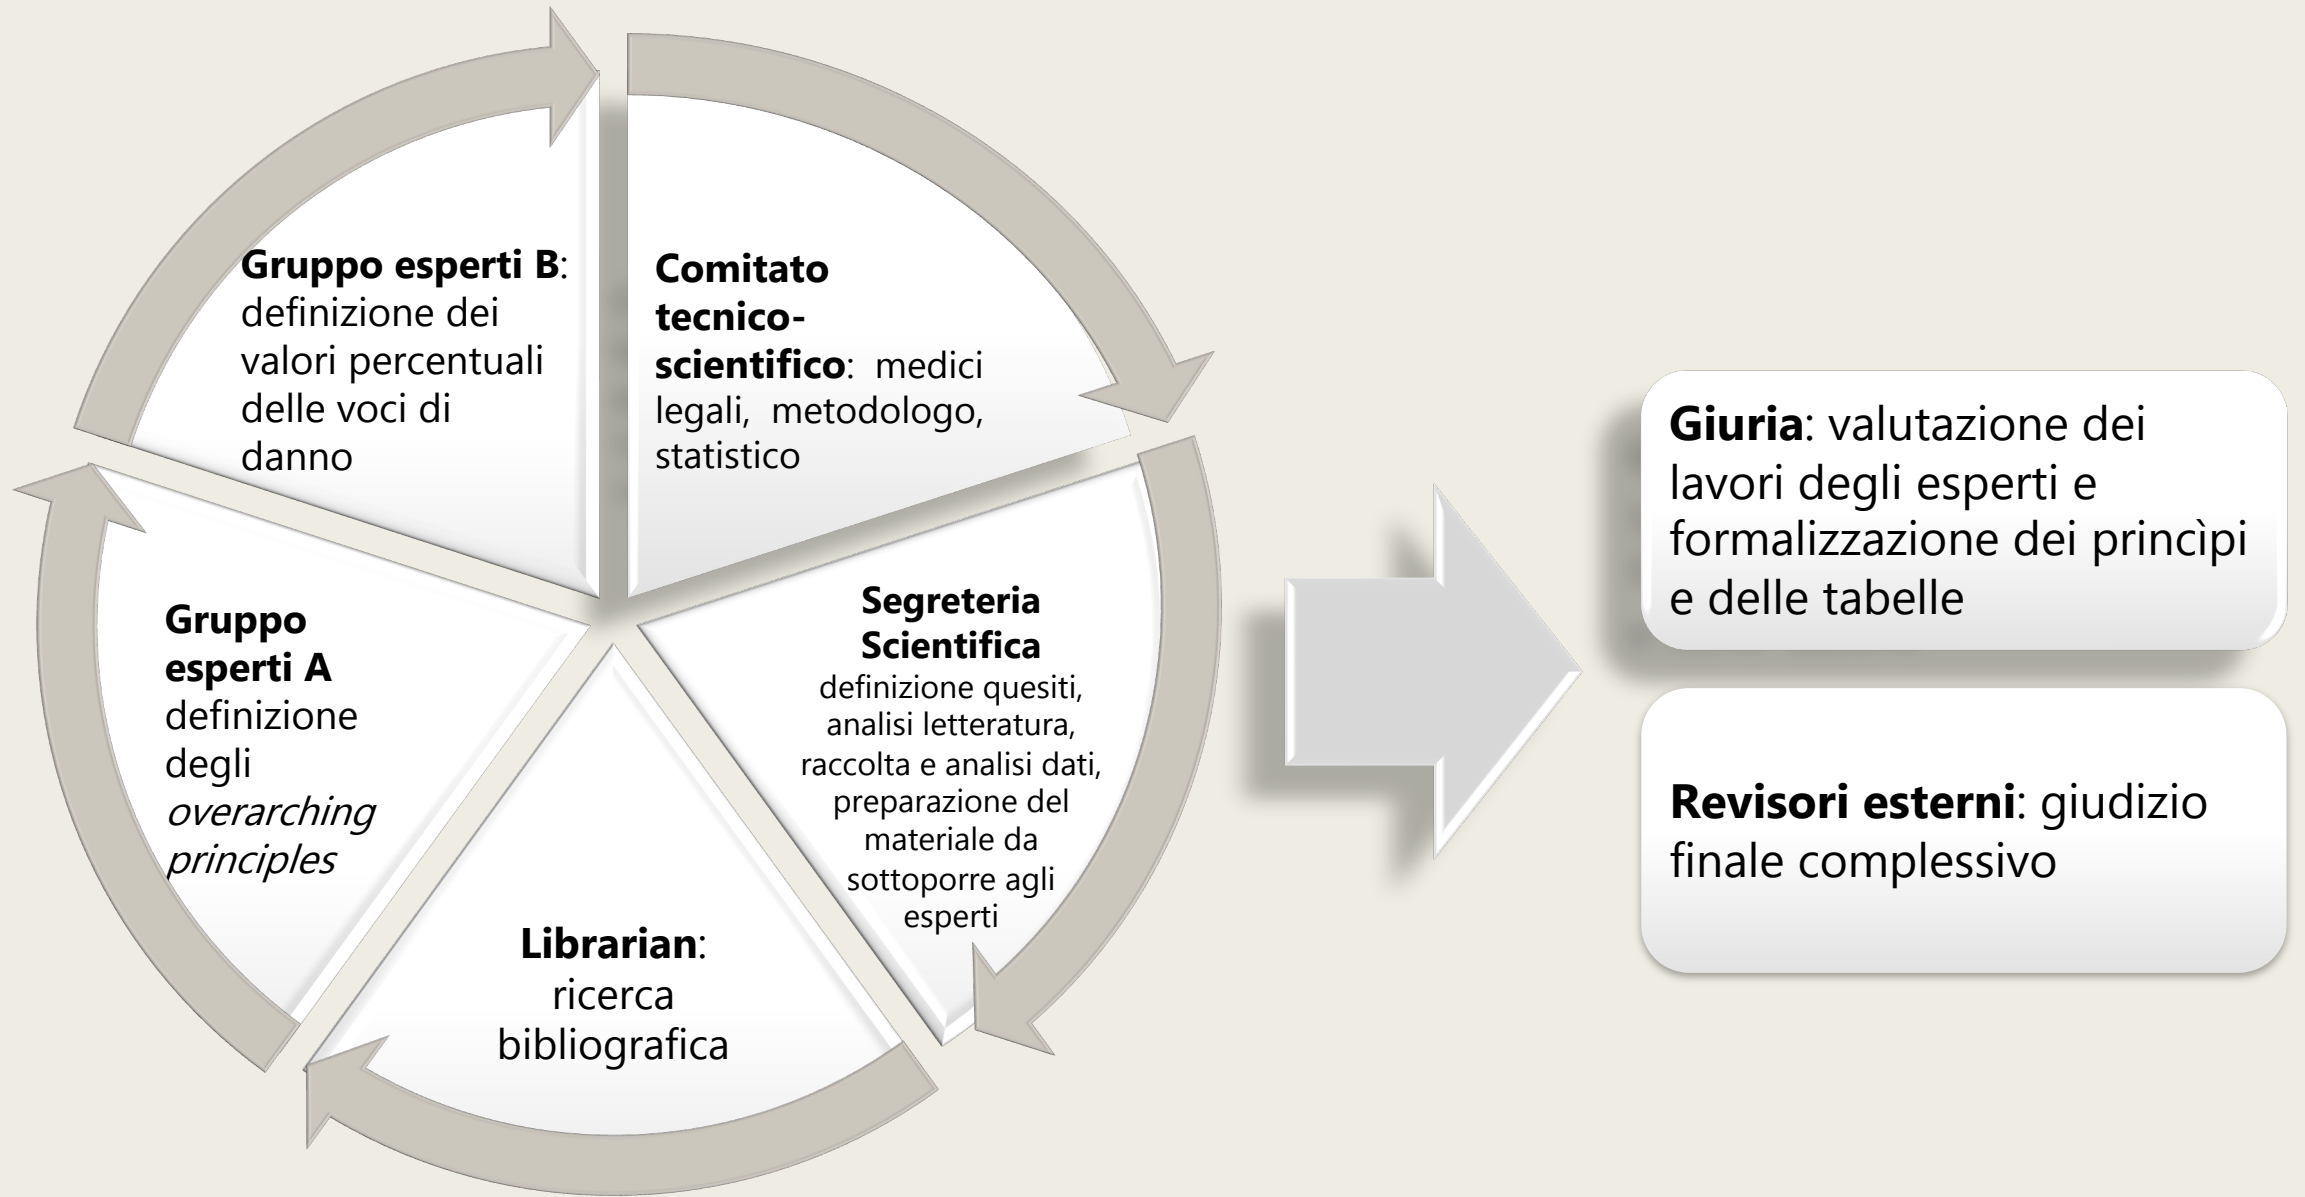 Gruppo esperti B:
definizione dei
valori percentuali
delle voci di
danno
Comitato
tecnico-
scientifico: medici
legali, metodologo,
statistico
Segreteria
Scientifica
definizione quesiti,
analisi letteratura,
raccolta e analisi dati,
preparazione del
materiale da
sottoporre agli
esperti
Librarian:
ricerca
bibliografica
Gruppo
esperti A
definizione
degli
overarching
principles
Giuria: valutazione dei
lavori degli esperti e
formalizzazione dei princìpi
e delle tabelle
Revisori esterni: giudizio
finale complessivo